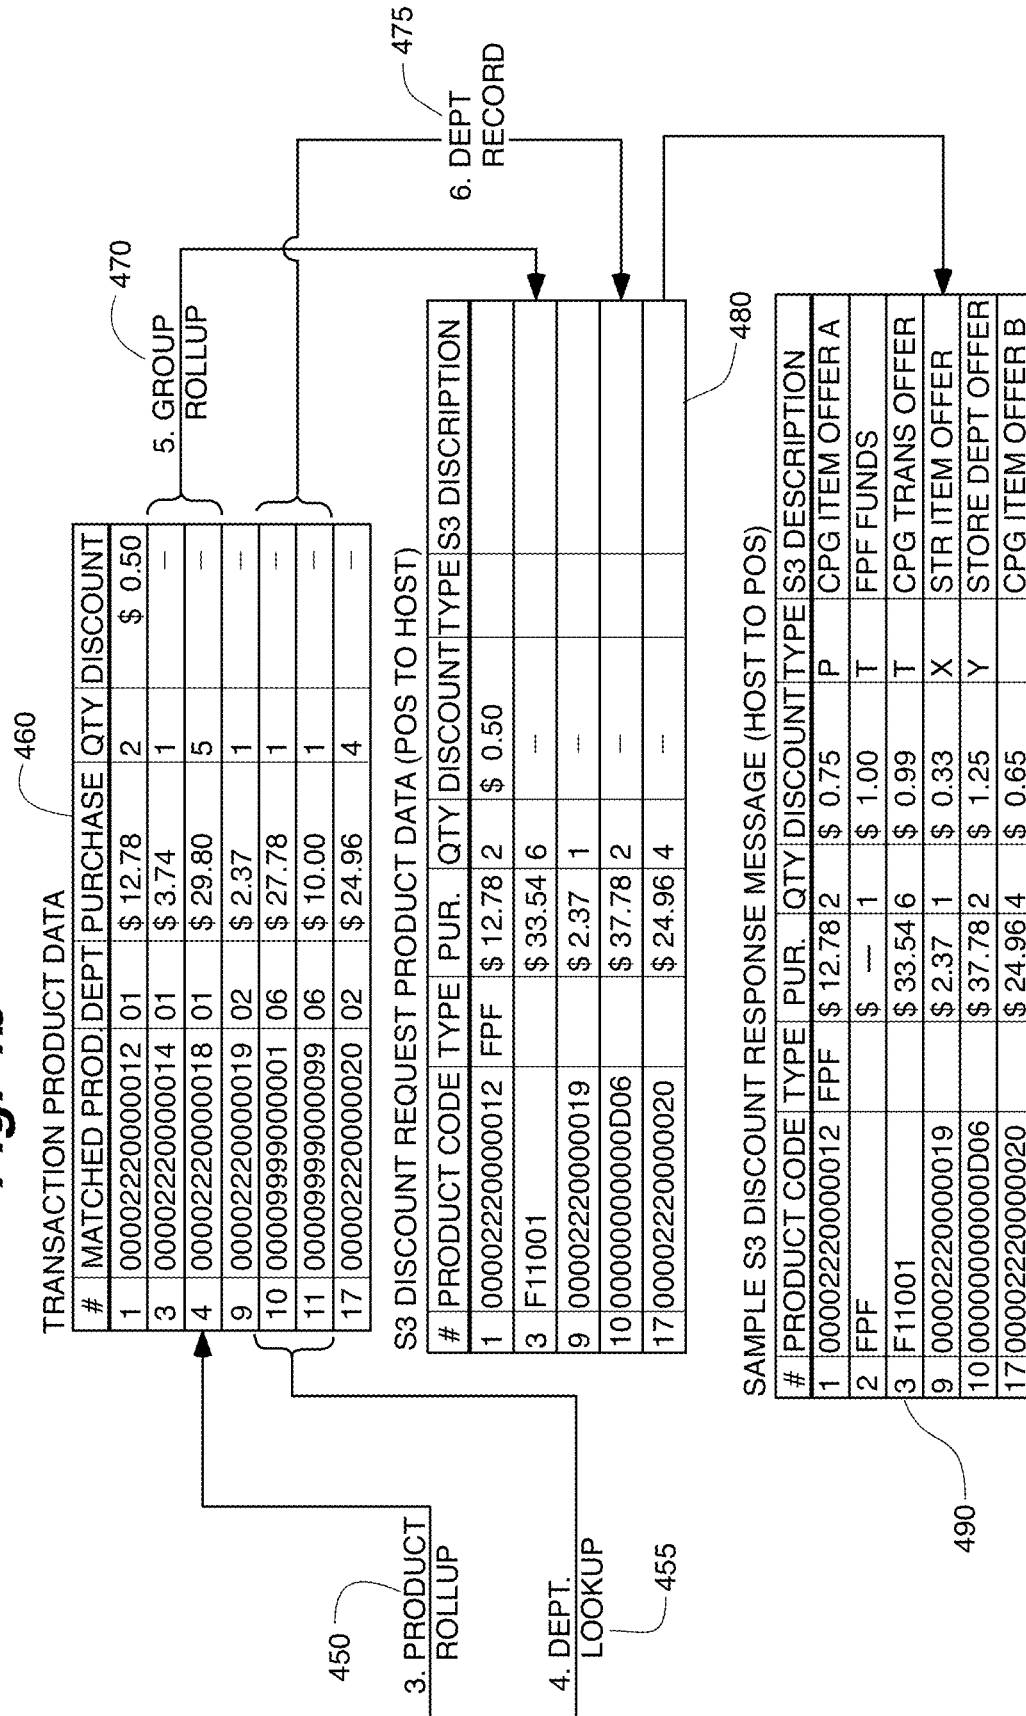 TRANSACTION PRODUCT DATA
460
# MATCHED PROD. DEPT PURCHASE QTY DISCOUNT
1 00002220000012 01 $ 12.78 2 $ 0.50
3 00002220000014 01 $ 3.74 1 —
4 00002220000018 01 $ 29.80 5 —
9 00002220000019 02 $ 2.37 1 —
10 0000999000001 06 $ 27.78 1 —
11 0000999000099 06 $ 10.00 1 —
17 00002220000020 02 $ 24.96 4 —
5. GROUP
ROLLUP
470
6. DEPT
RECORD
475
450
3. PRODUCT
ROLLUP
4. DEPT.
LOOKUP
455
S3 DISCOUNT REQUEST PRODUCT DATA (POS TO HOST)
# PRODUCT CODE TYPE PUR. QTY DISCOUNT TYPE S3 DISCRIPTION
1 00002220000012 FPF $ 12.78 2 $ 0.50
3 F11001 $ 33.54 6 —
9 0000222000019 $ 2.37 1 —
10 00000000000D06 $ 37.78 2 —
17 0000222000020 $ 24.96 4 —
480
SAMPLE S3 DISCOUNT RESPONSE MESSAGE (HOST TO POS)
# PRODUCT CODE TYPE PUR. QTY DISCOUNT TYPE S3 DESCRIPTION
1 00002220000012 FPF $ 12.78 2 $ 0.75 P CPG ITEM OFFER A
2 FPF $ — 1 $ 1.00 T FPF FUNDS
3 F11001 $ 33.54 6 $ 0.99 T CPG TRANS OFFER
9 0000222000019 $ 2.37 1 $ 0.33 X STR ITEM OFFER
10 00000000000D06 $ 37.78 2 $ 1.25 Y STORE DEPT OFFER
17 0000222000020 $ 24.96 4 $ 0.65 CPG ITEM OFFER B
490